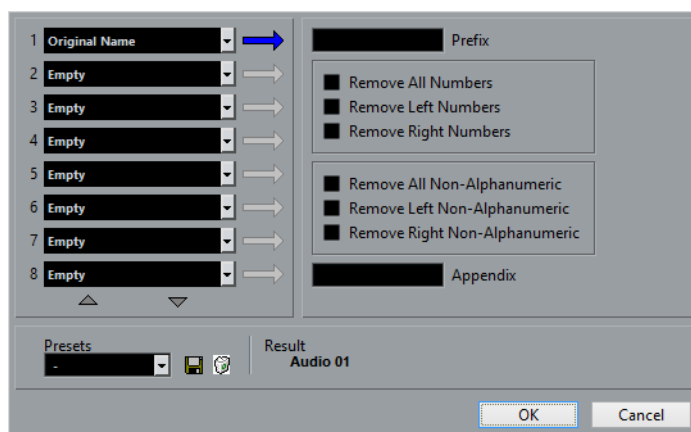 1 Original Name
2 Empty
3 Empty
4 Empty
5 Empty
6 Empty
7 Empty
8 Empty
Prefix
Remove All Numbers
Remove Left Numbers
Remove Right Numbers
Remove All Non-Alphanumeric
Remove Left Non-Alphanumeric
Remove Right Non-Alphanumeric
Appendix
Presets
-
Result
Audio 01
OK
Cancel